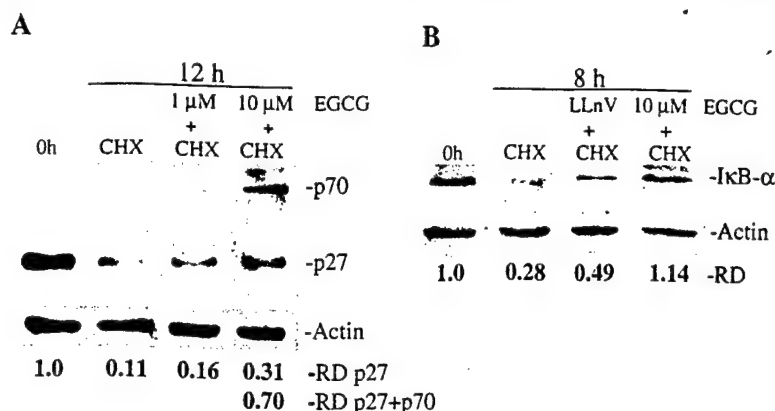 A
12 h
1 μM 10 μM EGCG
+ +
0h CHX CHX CHX
-p70
-p27
-Actin
1.0 0.11 0.16 0.31 -RD p27
0.70 -RD p27+p70
B
8 h
LLnV 10 μM EGCG
+ +
0h CHX CHX CHX
-IκB-α
-Actin
1.0 0.28 0.49 1.14 -RD